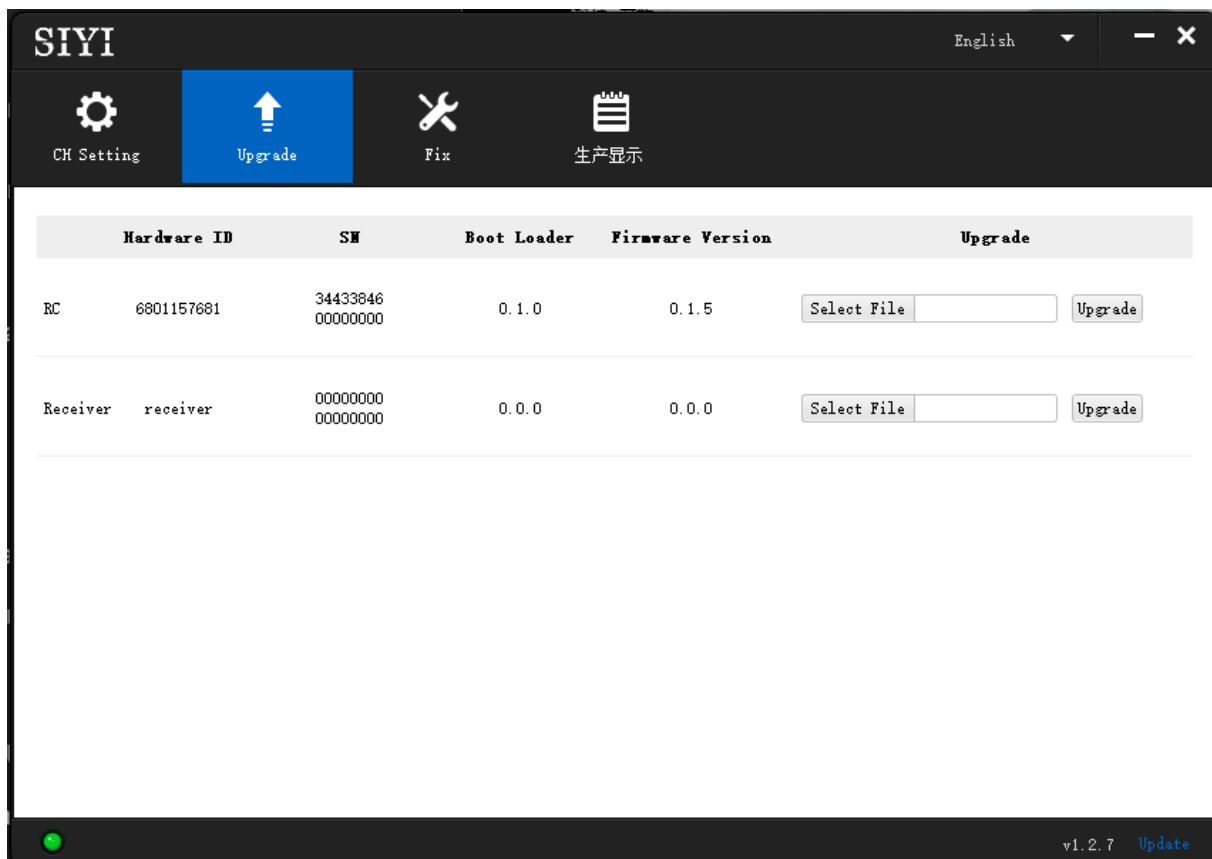 SIYI
English
CH Setting
Upgrade
Fix
生产显示
Hardware ID SN Boot Loader Firmware Version Upgrade
RC 6801157681 34433846 0.1.0 0.1.5 Select File Upgrade
00000000
Receiver receiver 00000000 0.0.0 0.0.0 Select File Upgrade
00000000
v1.2.7 Update